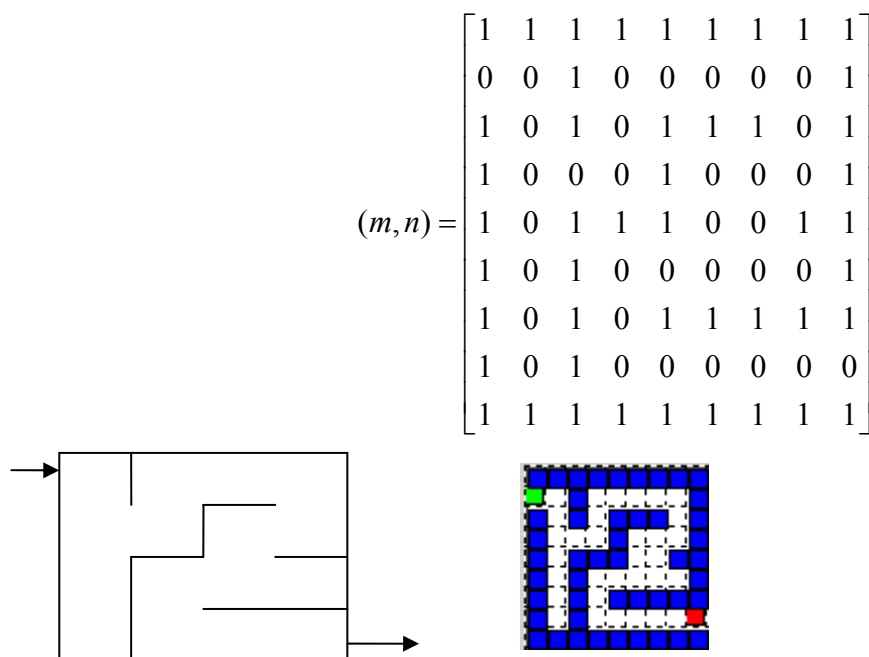 1 1 1 1 1 1 1 1 1
0 0 1 0 0 0 0 0 1
1 0 1 0 1 1 1 0 1
1 0 0 0 1 0 0 0 1
(m, n) = 1 0 1 1 1 0 0 1 1
1 0 1 0 0 0 0 0 1
1 0 1 0 1 1 1 1 1
1 0 1 0 0 0 0 0 0
1 1 1 1 1 1 1 1 1